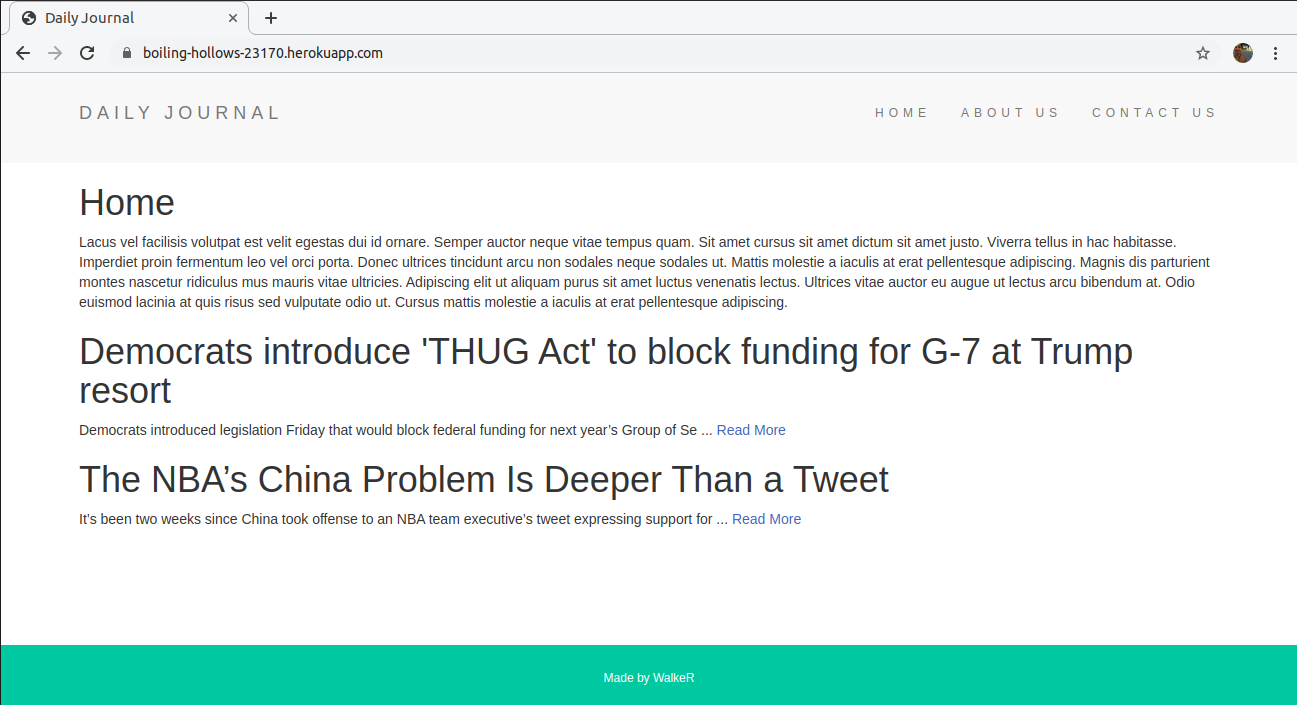 Daily Journal
boiling-hollows-23170.herokuapp.com
DAILY JOURNAL
HOME
ABOUT US
CONTACT US
Home
Lacus vel facilisis volutpat est velit egestas dui id ornare. Semper auctor neque vitae tempus quam. Sit amet cursus sit amet dictum sit amet justo. Viverra tellus in hac habitasse.
Imperdiet proin fermentum leo vel orci porta. Donec ultrices tincidunt arcu non sodales neque sodales ut. Mattis molestie a iaculis at erat pellentesque adipiscing. Magnis dis parturient
montes nascetur ridiculus mus mauris vitae ultricies. Adipiscing elit ut aliquam purus sit amet luctus venenatis lectus. Ultrices vitae auctor eu augue ut lectus arcu bibendum at. Odio
euismod lacinia at quis risus sed vulputate odio ut. Cursus mattis molestie a iaculis at erat pellentesque adipiscing.
Democrats introduce 'THUG Act' to block funding for G-7 at Trump
resort
Democrats introduced legislation Friday that would block federal funding for next year’s Group of Se ... Read More
The NBA’s China Problem Is Deeper Than a Tweet
It’s been two weeks since China took offense to an NBA team executive’s tweet expressing support for ... Read More
Made by WalkeR